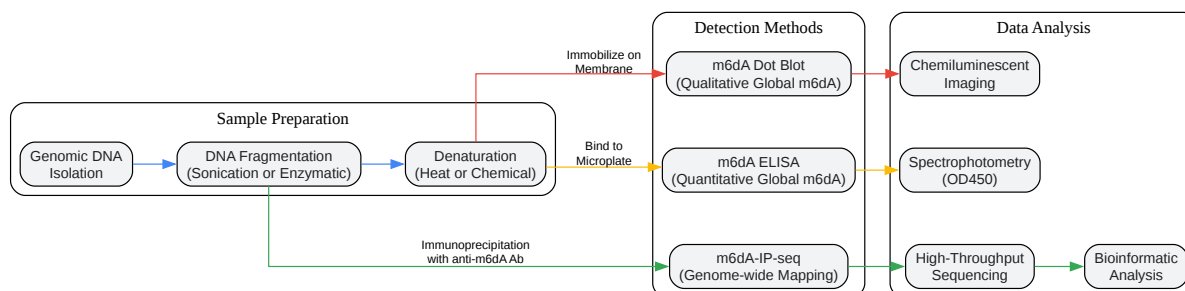 Detection Methods
Data Analysis
Immobilize on
Membrane
m6dA Dot Blot
(Qualitative Global m6dA)
Chemiluminescent
Imaging
Sample Preparation
Genomic DNA
Isolation
DNA Fragmentation
(Sonication or Enzymatic)
Denaturation
(Heat or Chemical)
Bind to
Microplate
m6dA ELISA
(Quantitative Global m6dA)
Spectrophotometry
(OD450)
Immunoprecipitation
with anti-m6dA Ab
m6dA-IP-seq
(Genome-wide Mapping)
High-Throughput
Sequencing
Bioinformatic
Analysis